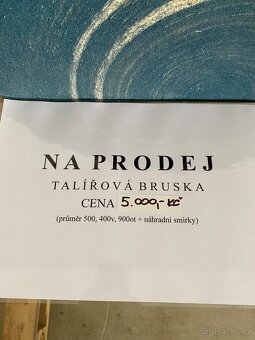 NA PRODEJ
TALÍŘOVÁ BRUSKA
CENA 5.000,- KČ
(průměr 500, 400v, 900ot + náhradní smirky)